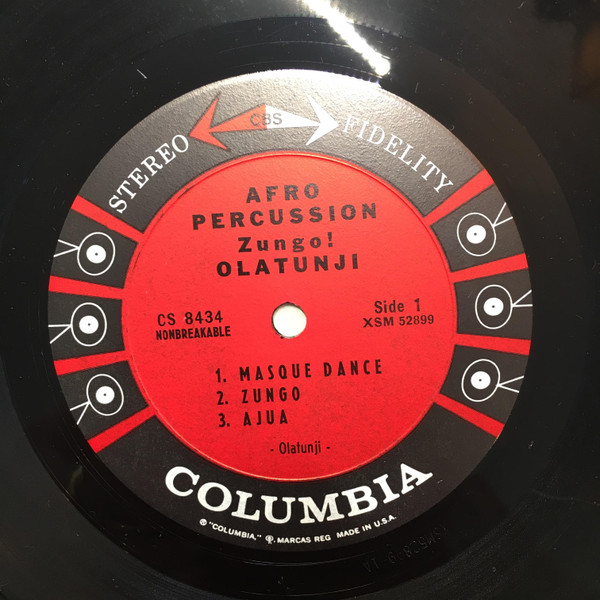 CBS
STEREO FIDELITY
AFRO
PERCUSSION
Zungo!
OLATUNJI
CS 8434
NONBREAKABLE
Side 1
XSM 52899
1. MASQUE DANCE
2. ZUNGO
3. AJUA
- Olatunji -
COLUMBIA
® "COLUMBIA," MARCAS REG MADE IN U.S.A.